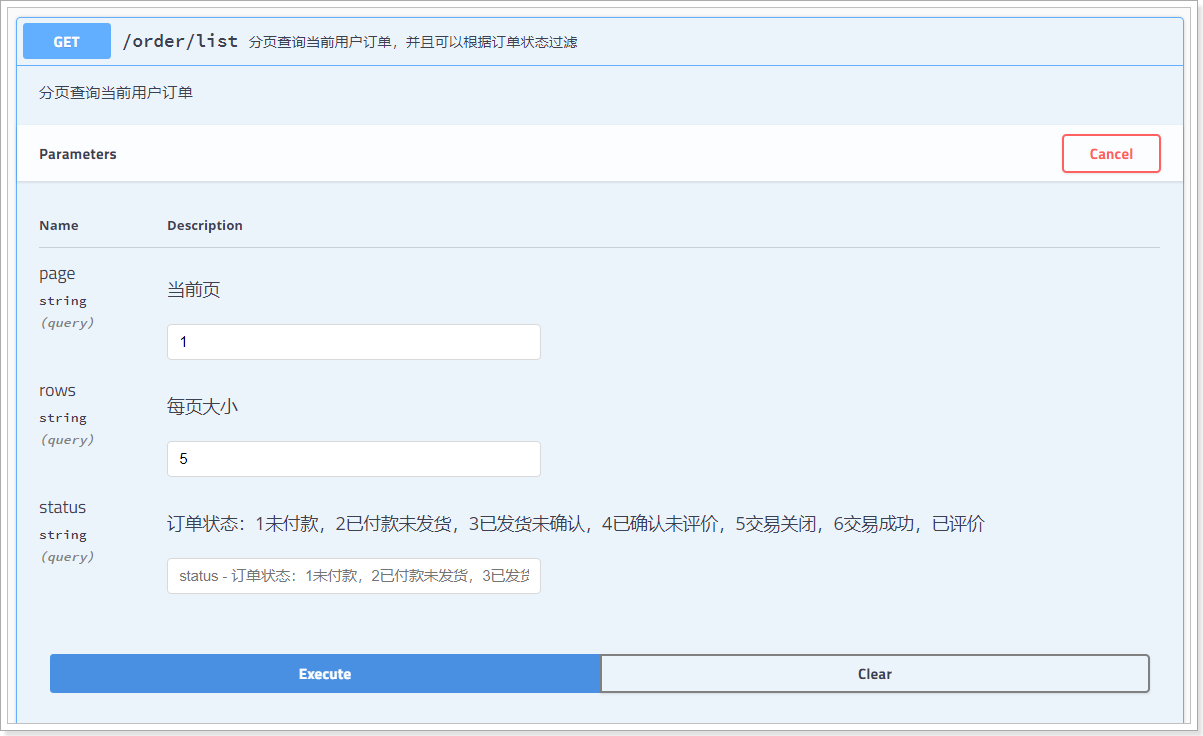 GET /order/list 分页查询当前用户订单，并且可以根据订单状态过滤
分页查询当前用户订单
Parameters Cancel
Name Description
page
string
(query)
当前页
1
rows
string
(query)
每页大小
5
status
string
(query)
订单状态：1未付款，2已付款未发货，3已发货未确认，4已确认未评价，5交易关闭，6交易成功，已评价
status - 订单状态：1未付款，2已付款未发货，3已发货
Execute Clear